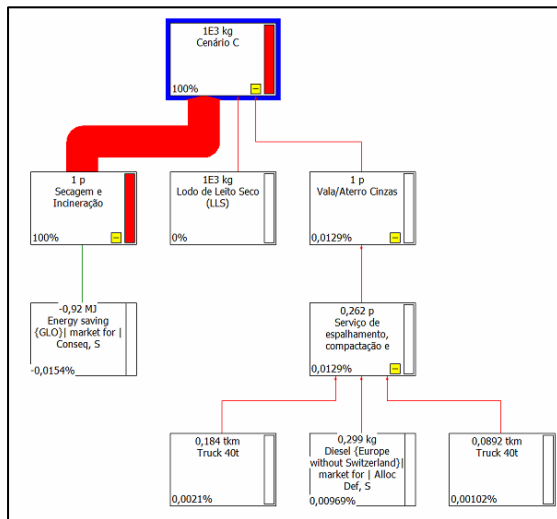 1E3 kg
Cenário C
100%
1 p
Secagem e
Incineração
100%
1E3 kg
Lodo de Leito Seco
(LLS)
0%
1 p
Vala/Aterro Cinzas
0,0129%
-0,92 MJ
Energy saving
{GLO}| market for |
Conseq, S
-0,0154%
0,262 p
Serviço de
espalhamento,
compactação e
0,0129%
0,184 tkm
Truck 40t
0,0021%
0,299 kg
Diesel {Europe
without Switzerland}|
market for | Alloc
Def, S
0,00969%
0,0892 tkm
Truck 40t
0,00102%